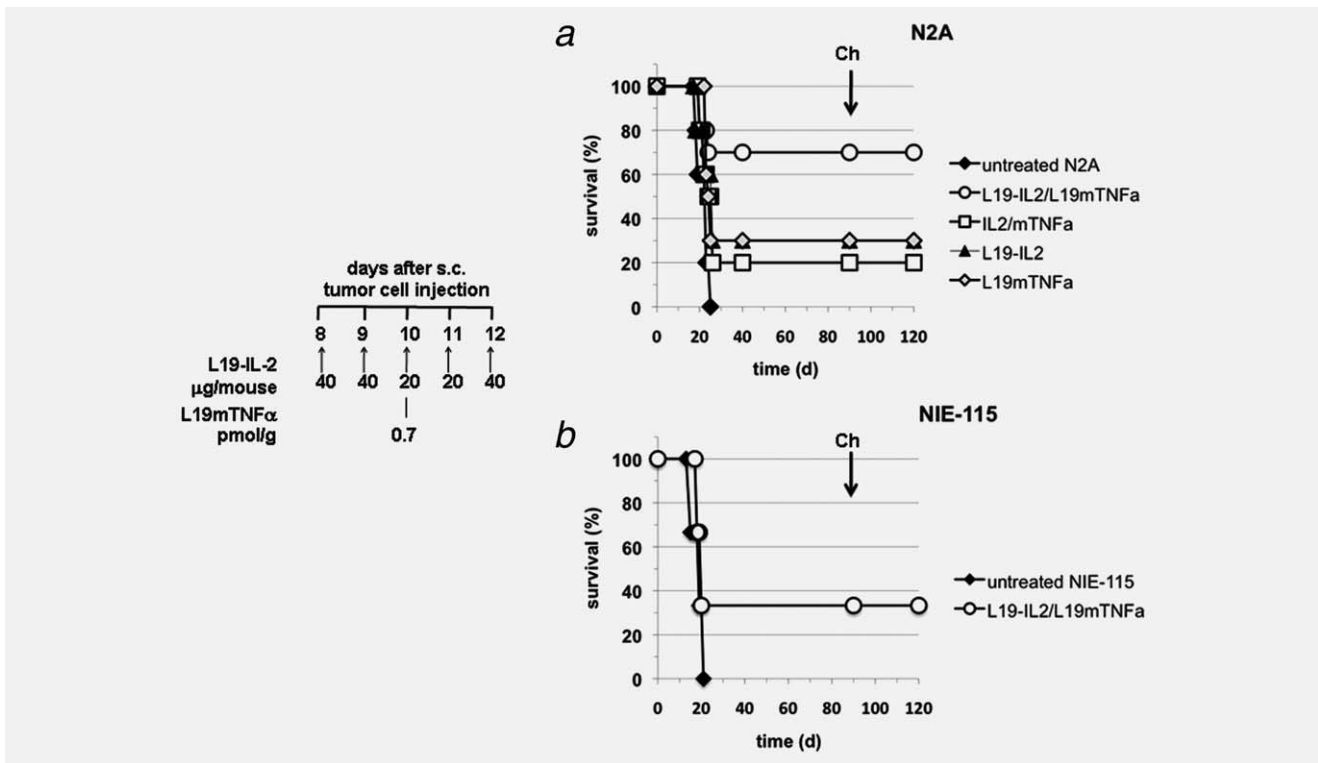 days after s.c.
tumor cell injection
8 9 10 11 12
L19-IL-2
µg/mouse
40 40 20 20 40
L19mTNFα
pmol/g
0.7
a
N2A
Ch
survival (%)
100
80
60
40
20
0
0 20 40 60 80 100 120
time (d)
untreated N2A
L19-IL2/L19mTNFa
IL2/mTNFa
L19-IL2
L19mTNFa
b
NIE-115
Ch
survival (%)
100
80
60
40
20
0
0 20 40 60 80 100 120
time (d)
untreated NIE-115
L19-IL2/L19mTNFa